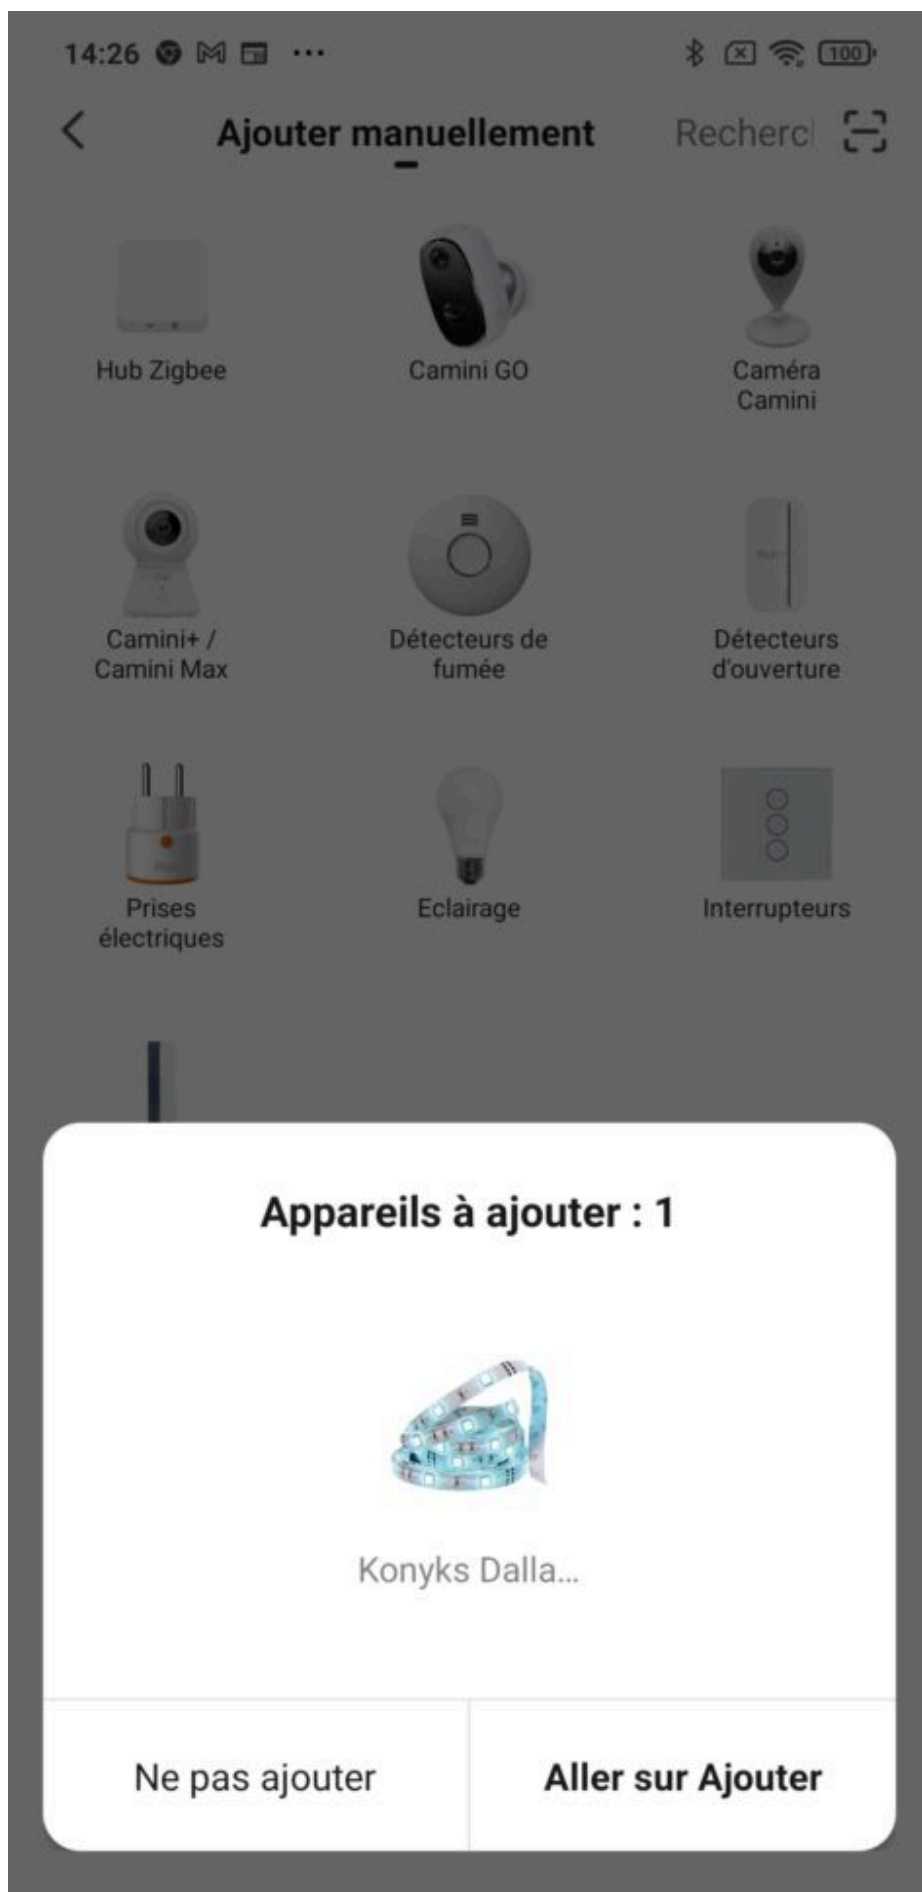 14:26
100
Ajouter manuellement
Recherc
Hub Zigbee
Camini GO
Caméra
Camini
Camini+ /
Camini Max
Détecteurs de
fumée
Détecteurs
d'ouverture
Prises
électriques
Eclairage
Interrupteurs
Appareils à ajouter : 1
Konyks Dalla...
Ne pas ajouter
Aller sur Ajouter